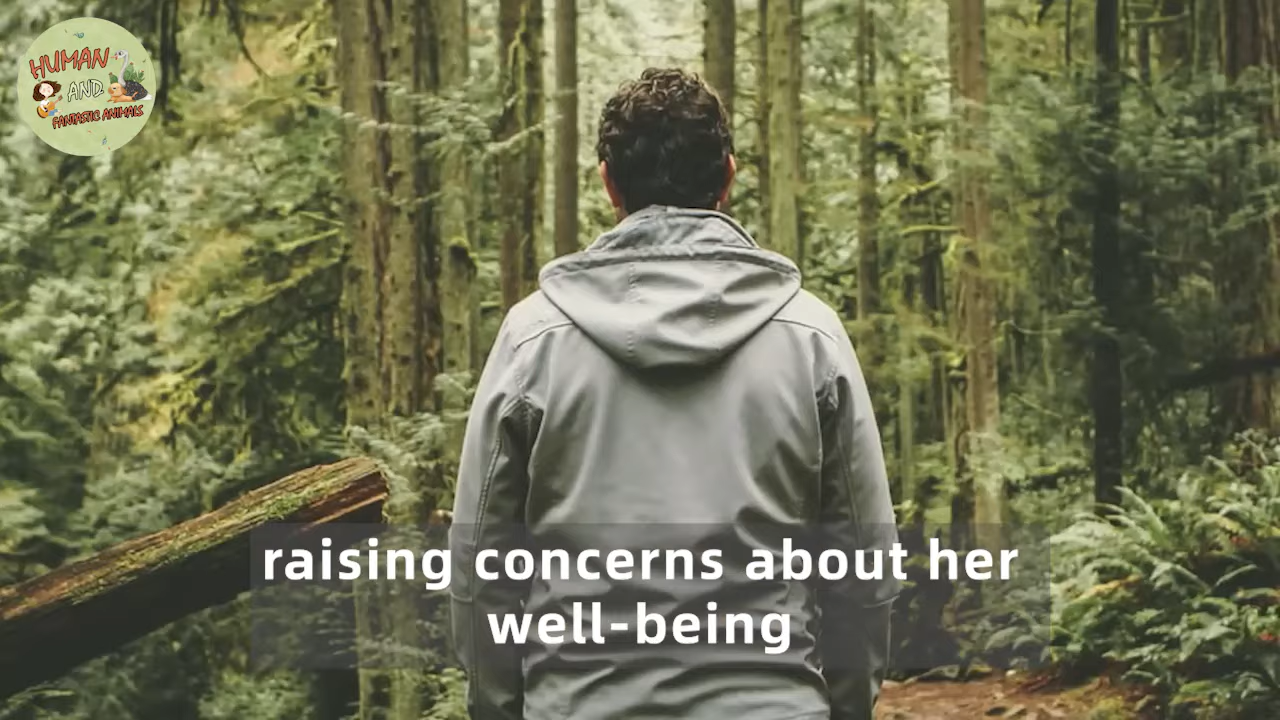 HUMAN
AND
FANTASTIC ANIMALS
raising concerns about her
well-being